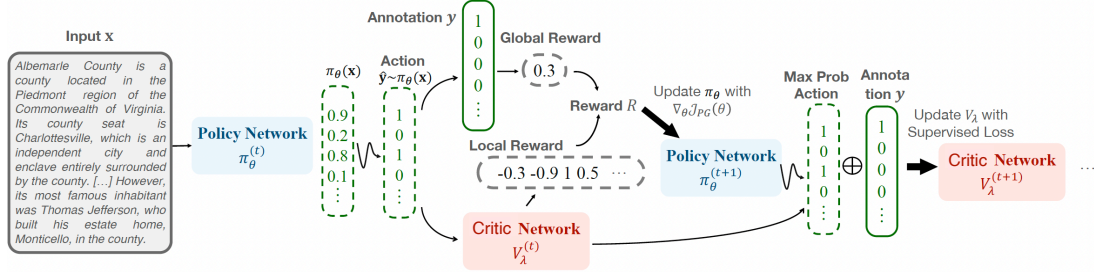 Input x
Albemarle County is a
county located in the
Piedmont region of the
Commonwealth of Virginia.
Its county seat is
Charlottesville, which is an
independent city and
enclave entirely surrounded
by the county. […] However,
its most famous inhabitant
was Thomas Jefferson, who
built his estate home,
Monticello, in the county.
Policy Network
π_θ^(t)
π_θ(x)
0.9
0.2
0.8
0.1
⋮
Action
ŷ~π_θ(x)
1
0
1
0
⋮
Annotation y
1
0
0
0
⋮
Global Reward
0.3
Reward R
Local Reward
-0.3 -0.9 1 0.5 ⋯
Critic Network
V_λ^(t)
Update π_θ with
∇_θ J_PG(θ)
Policy Network
π_θ^(t+1)
Max Prob
Action
1
0
1
0
⋮
⊕
Annota
tion y
1
0
0
0
⋮
Update V_λ with
Supervised Loss
Critic Network
V_λ^(t+1)
⋯